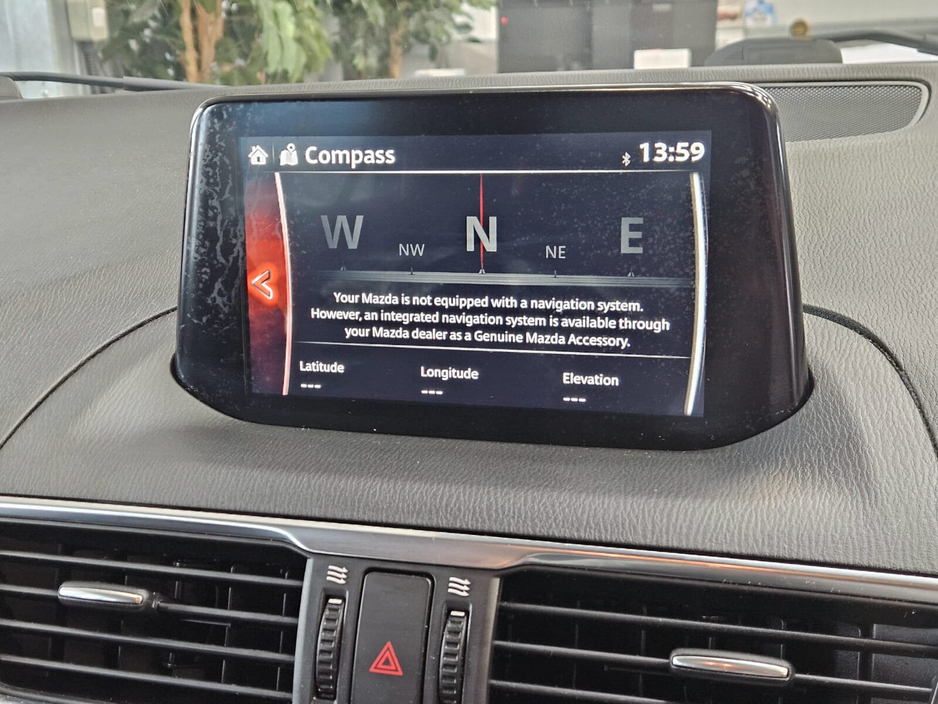 Compass
13:59
W NW N NE E
Your Mazda is not equipped with a navigation system.
However, an integrated navigation system is available through
your Mazda dealer as a Genuine Mazda Accessory.
Latitude Longitude Elevation
--- --- ---